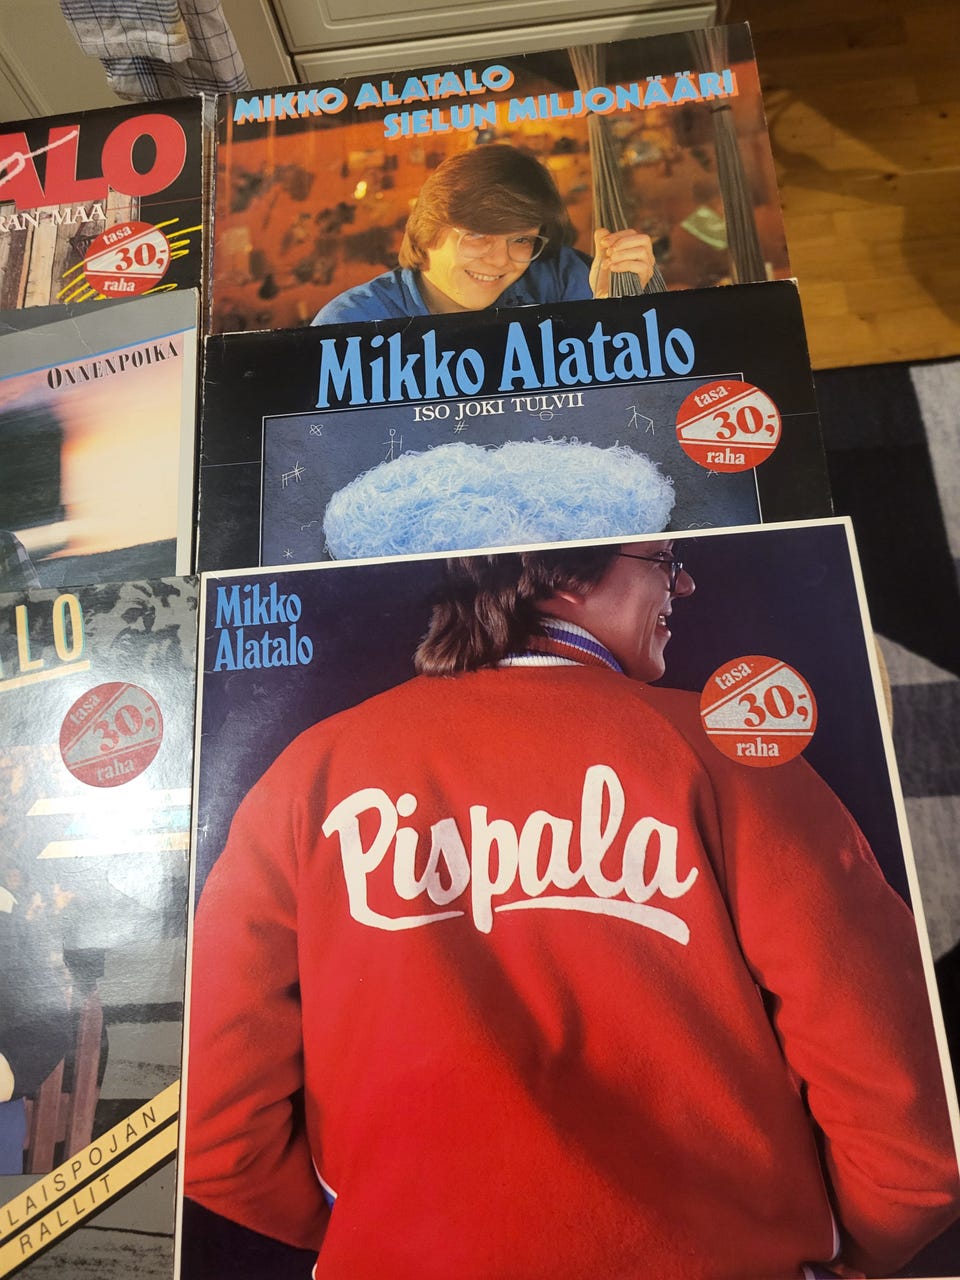 ALO
RAN MAA
tasa-
30,-
raha
ONNENPOIKA
LO
tasa-
30,-
raha
LAISPOJAN
RALLIT
MIKKO ALATALO
SIELUN MILJONÄÄRI
Mikko Alatalo
ISO JOKI TULVII
tasa-
30,-
raha
Mikko
Alatalo
tasa-
30,-
raha
Pispala